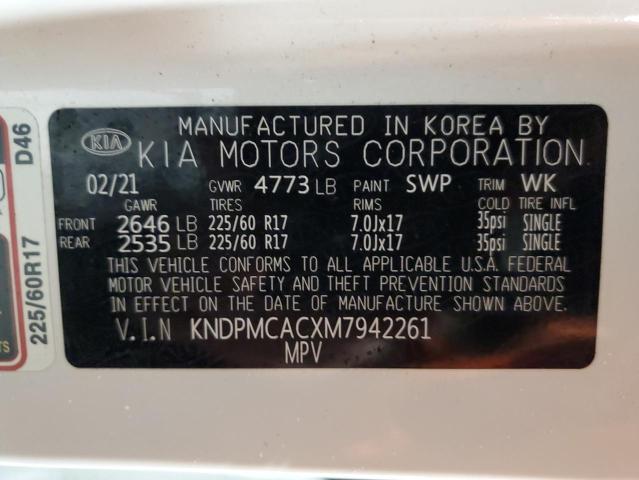 MANUFACTURED IN KOREA BY
KIA KIA MOTORS CORPORATION
02/21 GVWR 4773 LB PAINT SWP TRIM WK
GAWR TIRES RIMS COLD TIRE INFL
FRONT 2646 LB 225/60 R17 7.0Jx17 35psi SINGLE
REAR 2535 LB 225/60 R17 7.0Jx17 35psi SINGLE
THIS VEHICLE CONFORMS TO ALL APPLICABLE U.S.A. FEDERAL
MOTOR VEHICLE SAFETY AND THEFT PREVENTION STANDARDS
IN EFFECT ON THE DATE OF MANUFACTURE SHOWN ABOVE.
V.I.N KNDPMCACXM7942261
MPV
225/60R17 D46